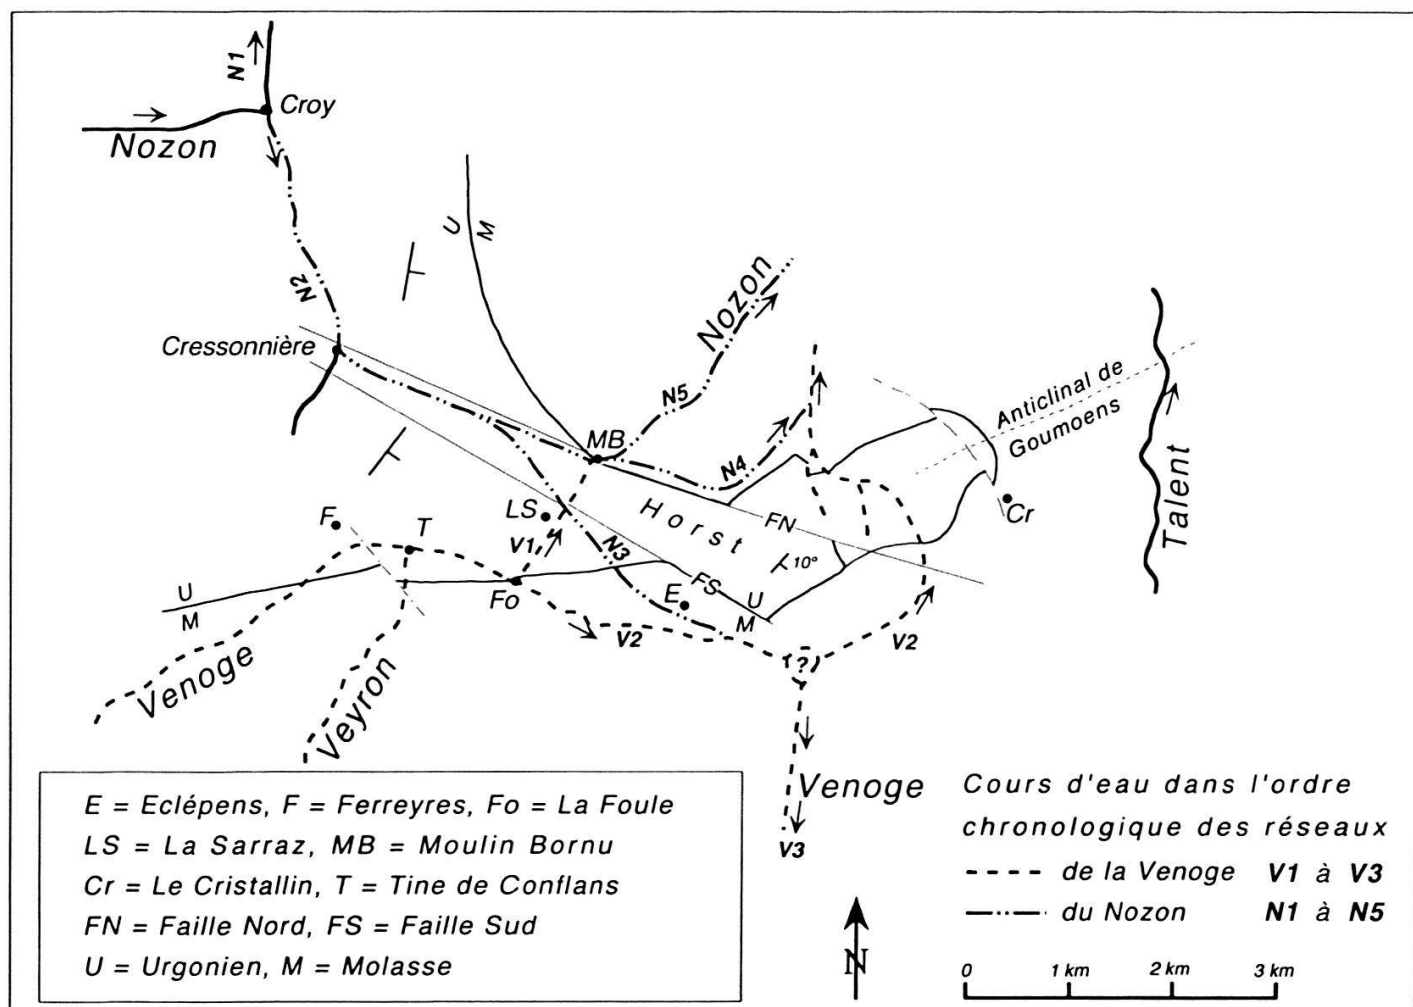 N1
Croy
Nozon
U
M
N2
Nozon
Cressonnière
N5
Anticlinal de
Goumoens
MB
N4
LS
Horst
FN
Cr
Talent
F
T
V1
N3
10°
FS
E
U
M
U
M
Fo
V2
V2
?
Venoge
Veyron
Venoge
V3
E = Eclépens, F = Ferreyres, Fo = La Foule
LS = La Sarraz, MB = Moulin Bornu
Cr = Le Cristallin, T = Tine de Conflans
FN = Faille Nord, FS = Faille Sud
U = Urgonien, M = Molasse
Cours d'eau dans l'ordre
chronologique des réseaux
de la Venoge V1 à V3
du Nozon N1 à N5
N
0 1 km 2 km 3 km